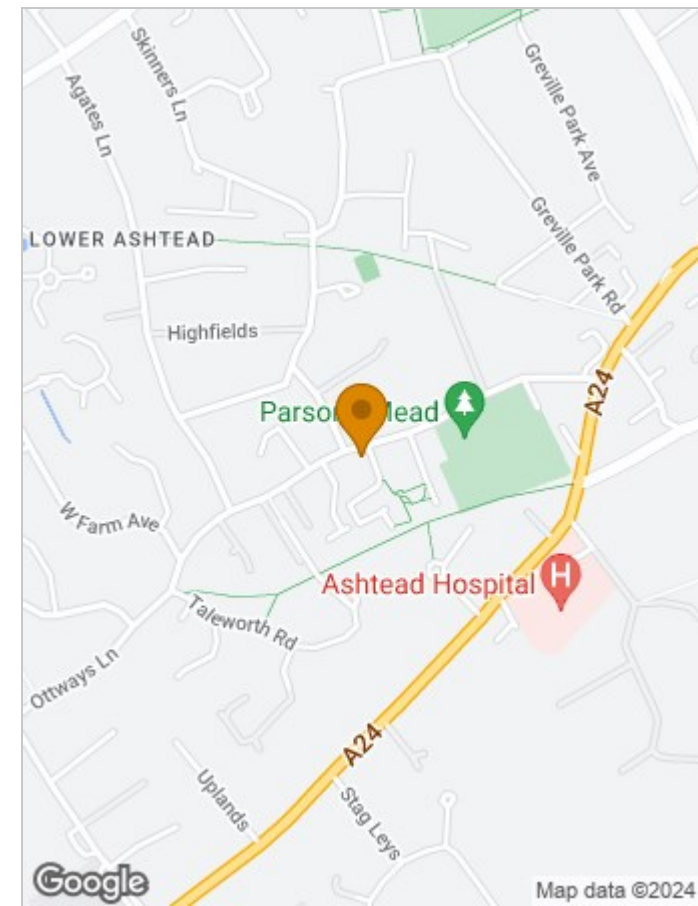 Skinners Ln
Agates Ln
Greville Park Ave
LOWER ASHTEAD
Greville Park Rd
Highfields
A24
Parson Mead
W Farm Ave
Ashtead Hospital
H
Taleworth Rd
Ottways Ln
A24
Uplands
Stag Leys
Google
Map data ©2024